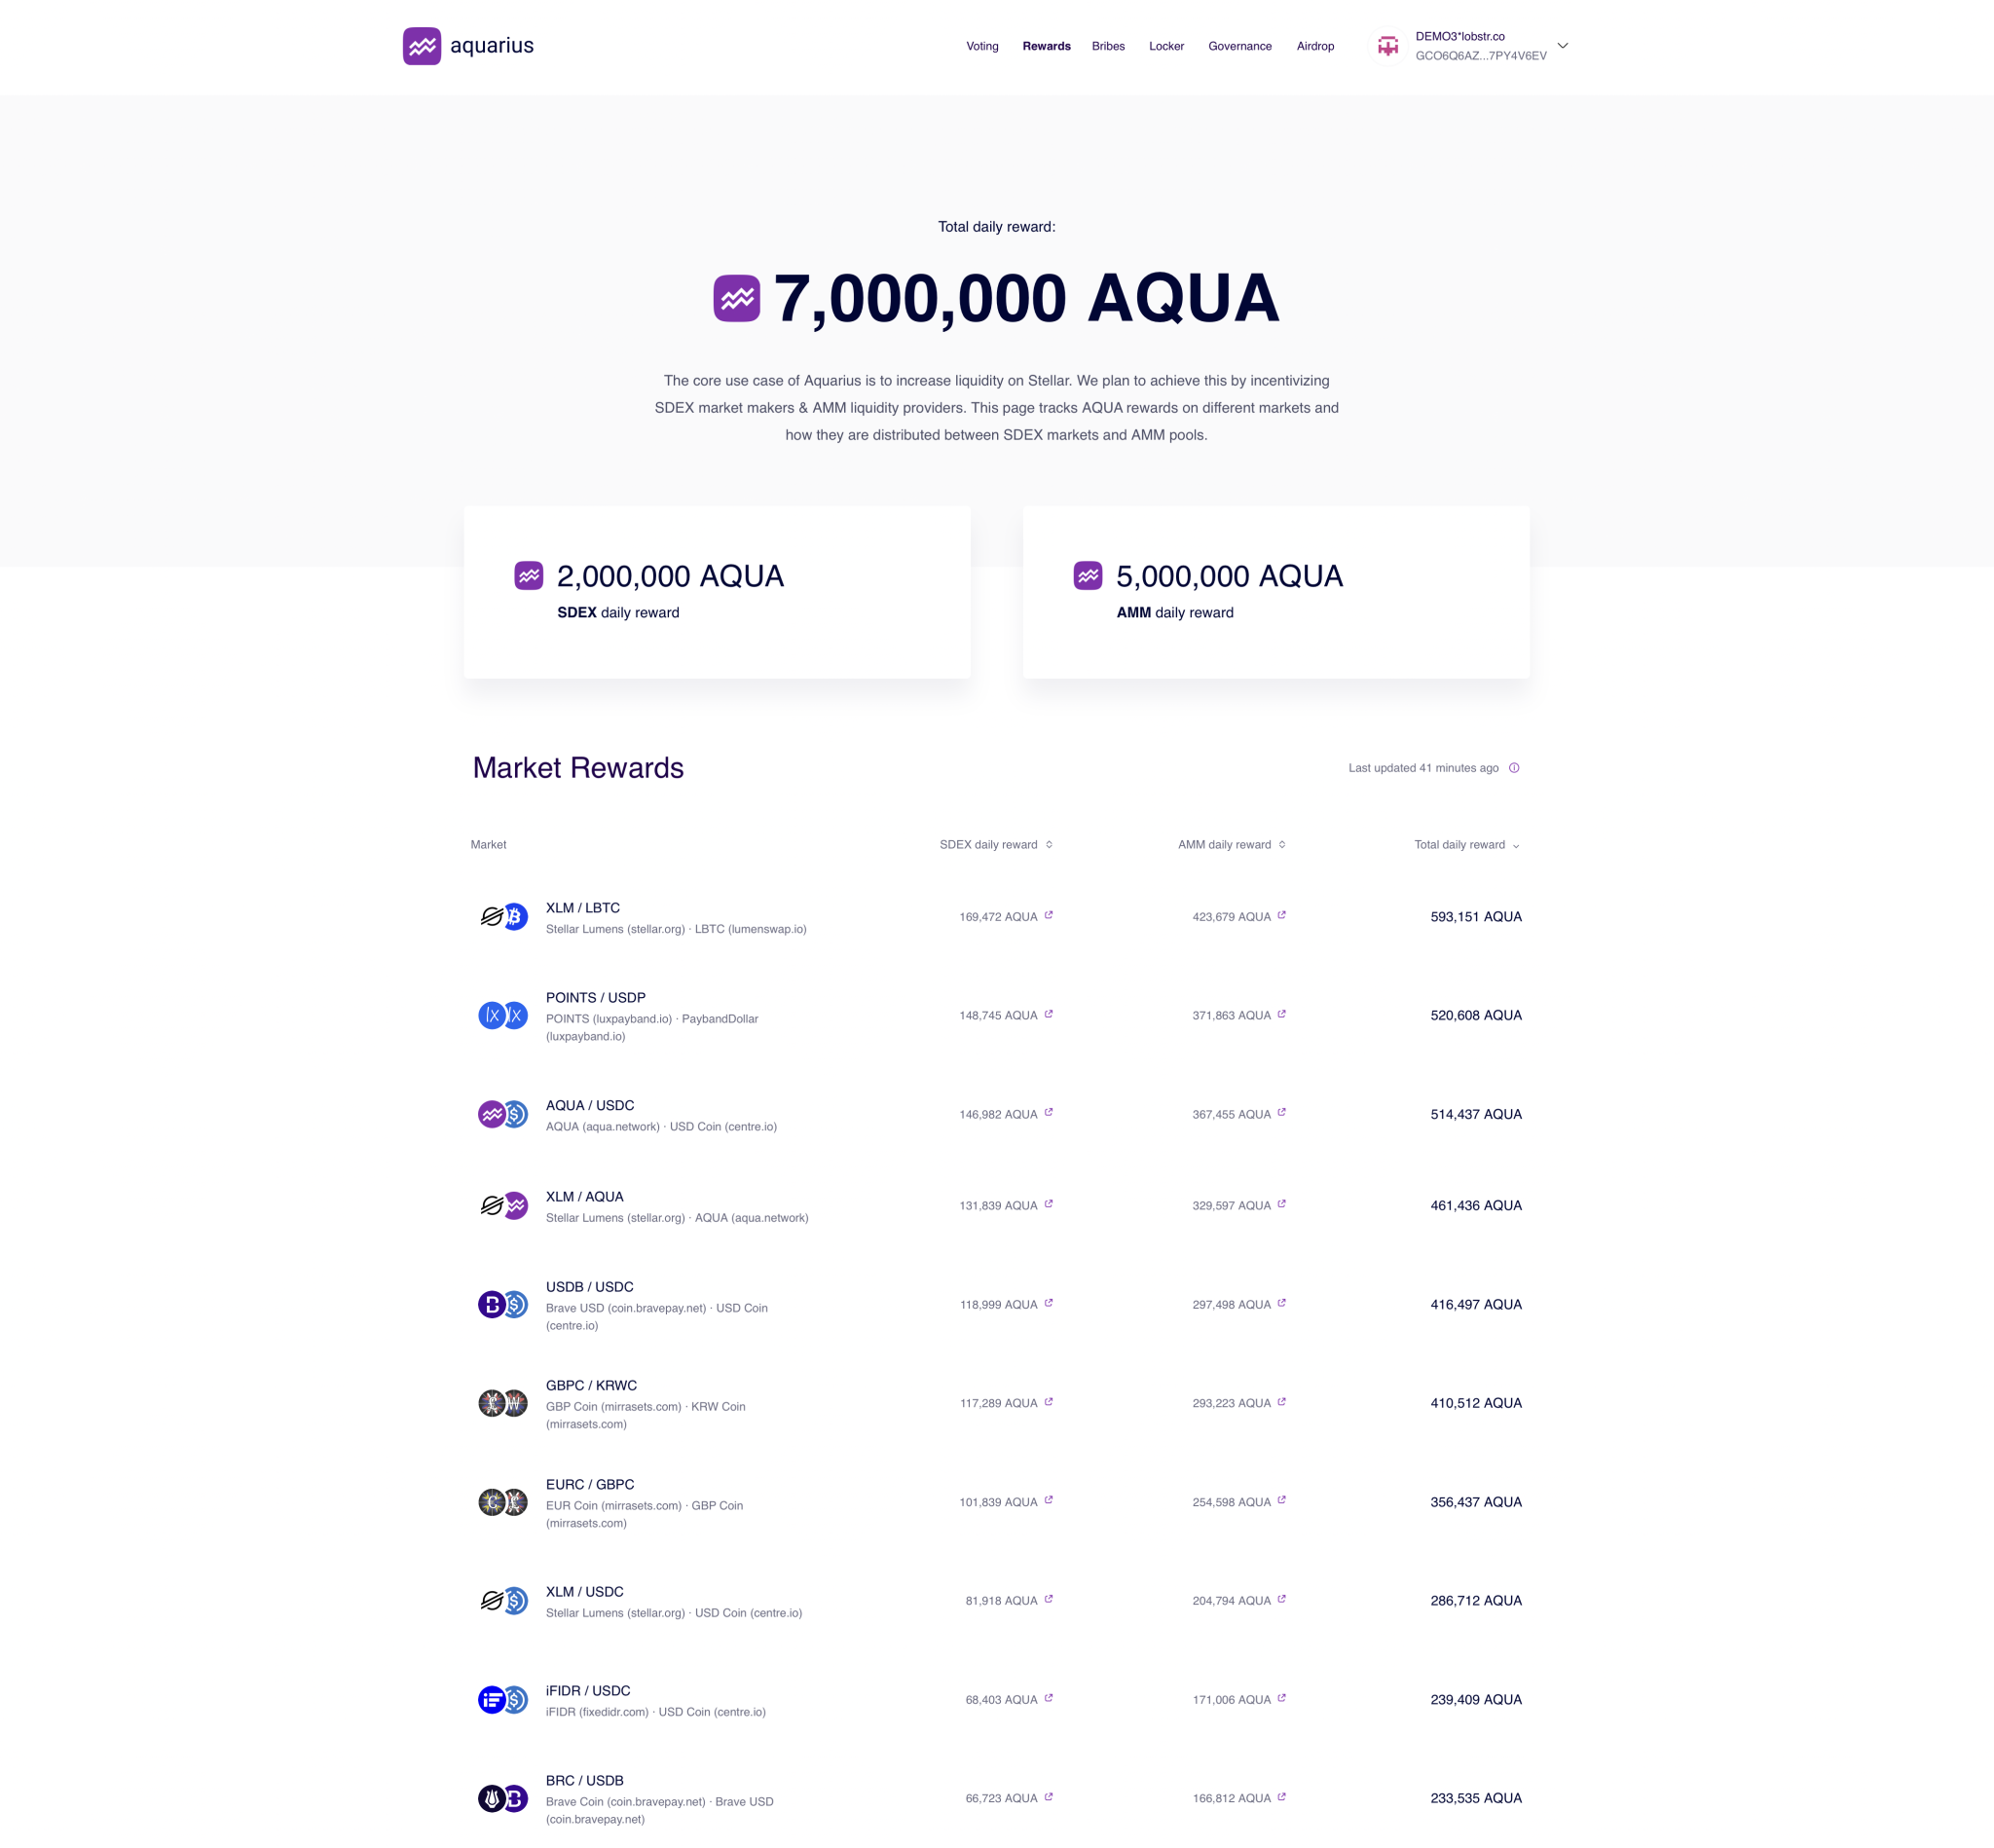 aquarius
Voting Rewards Bribes Locker Governance Airdrop
DEMO3*lobstr.co
GCO6Q6AZ...7PY4V6EV
Total daily reward:
7,000,000 AQUA
The core use case of Aquarius is to increase liquidity on Stellar. We plan to achieve this by incentivizing
SDEX market makers & AMM liquidity providers. This page tracks AQUA rewards on different markets and
how they are distributed between SDEX markets and AMM pools.
2,000,000 AQUA
SDEX daily reward
5,000,000 AQUA
AMM daily reward
Market Rewards
Last updated 41 minutes ago
Market SDEX daily reward AMM daily reward Total daily reward
XLM / LBTC
Stellar Lumens (stellar.org) · LBTC (lumenswap.io)
169,472 AQUA 423,679 AQUA 593,151 AQUA
POINTS / USDP
POINTS (luxpayband.io) · PaybandDollar
(luxpayband.io)
148,745 AQUA 371,863 AQUA 520,608 AQUA
AQUA / USDC
AQUA (aqua.network) · USD Coin (centre.io)
146,982 AQUA 367,455 AQUA 514,437 AQUA
XLM / AQUA
Stellar Lumens (stellar.org) · AQUA (aqua.network)
131,839 AQUA 329,597 AQUA 461,436 AQUA
USDB / USDC
Brave USD (coin.bravepay.net) · USD Coin
(centre.io)
118,999 AQUA 297,498 AQUA 416,497 AQUA
GBPC / KRWC
GBP Coin (mirrasets.com) · KRW Coin
(mirrasets.com)
117,289 AQUA 293,223 AQUA 410,512 AQUA
EURC / GBPC
EUR Coin (mirrasets.com) · GBP Coin
(mirrasets.com)
101,839 AQUA 254,598 AQUA 356,437 AQUA
XLM / USDC
Stellar Lumens (stellar.org) · USD Coin (centre.io)
81,918 AQUA 204,794 AQUA 286,712 AQUA
iFIDR / USDC
iFIDR (fixedidr.com) · USD Coin (centre.io)
68,403 AQUA 171,006 AQUA 239,409 AQUA
BRC / USDB
Brave Coin (coin.bravepay.net) · Brave USD
(coin.bravepay.net)
66,723 AQUA 166,812 AQUA 233,535 AQUA